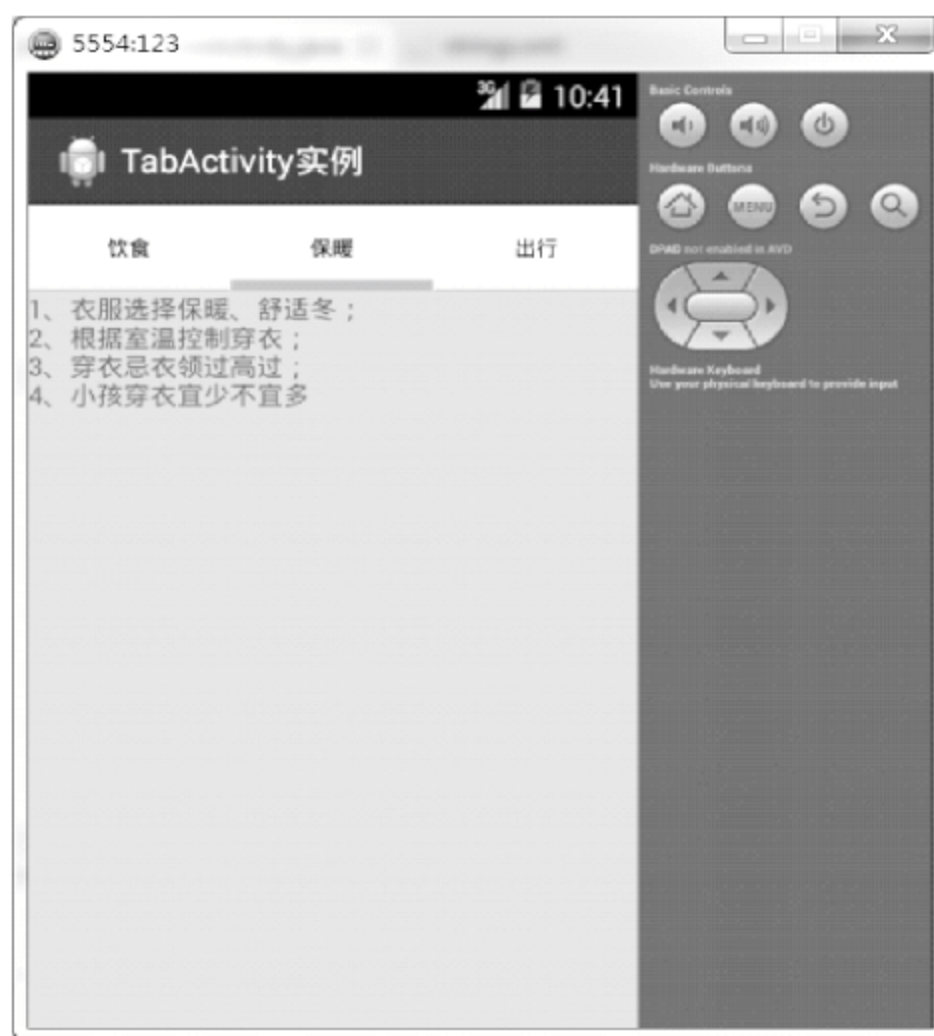 5554:123
3G 10:41
TabActivity实例
饮食 保暖 出行
1、衣服选择保暖、舒适冬；
2、根据室温控制穿衣；
3、穿衣忌衣领过高过；
4、小孩穿衣宜少不宜多
Basic Controls
Hardware Buttons
MENU
DPAD not enabled in AVD
Hardware Keyboard
Use your physical keyboard to provide input